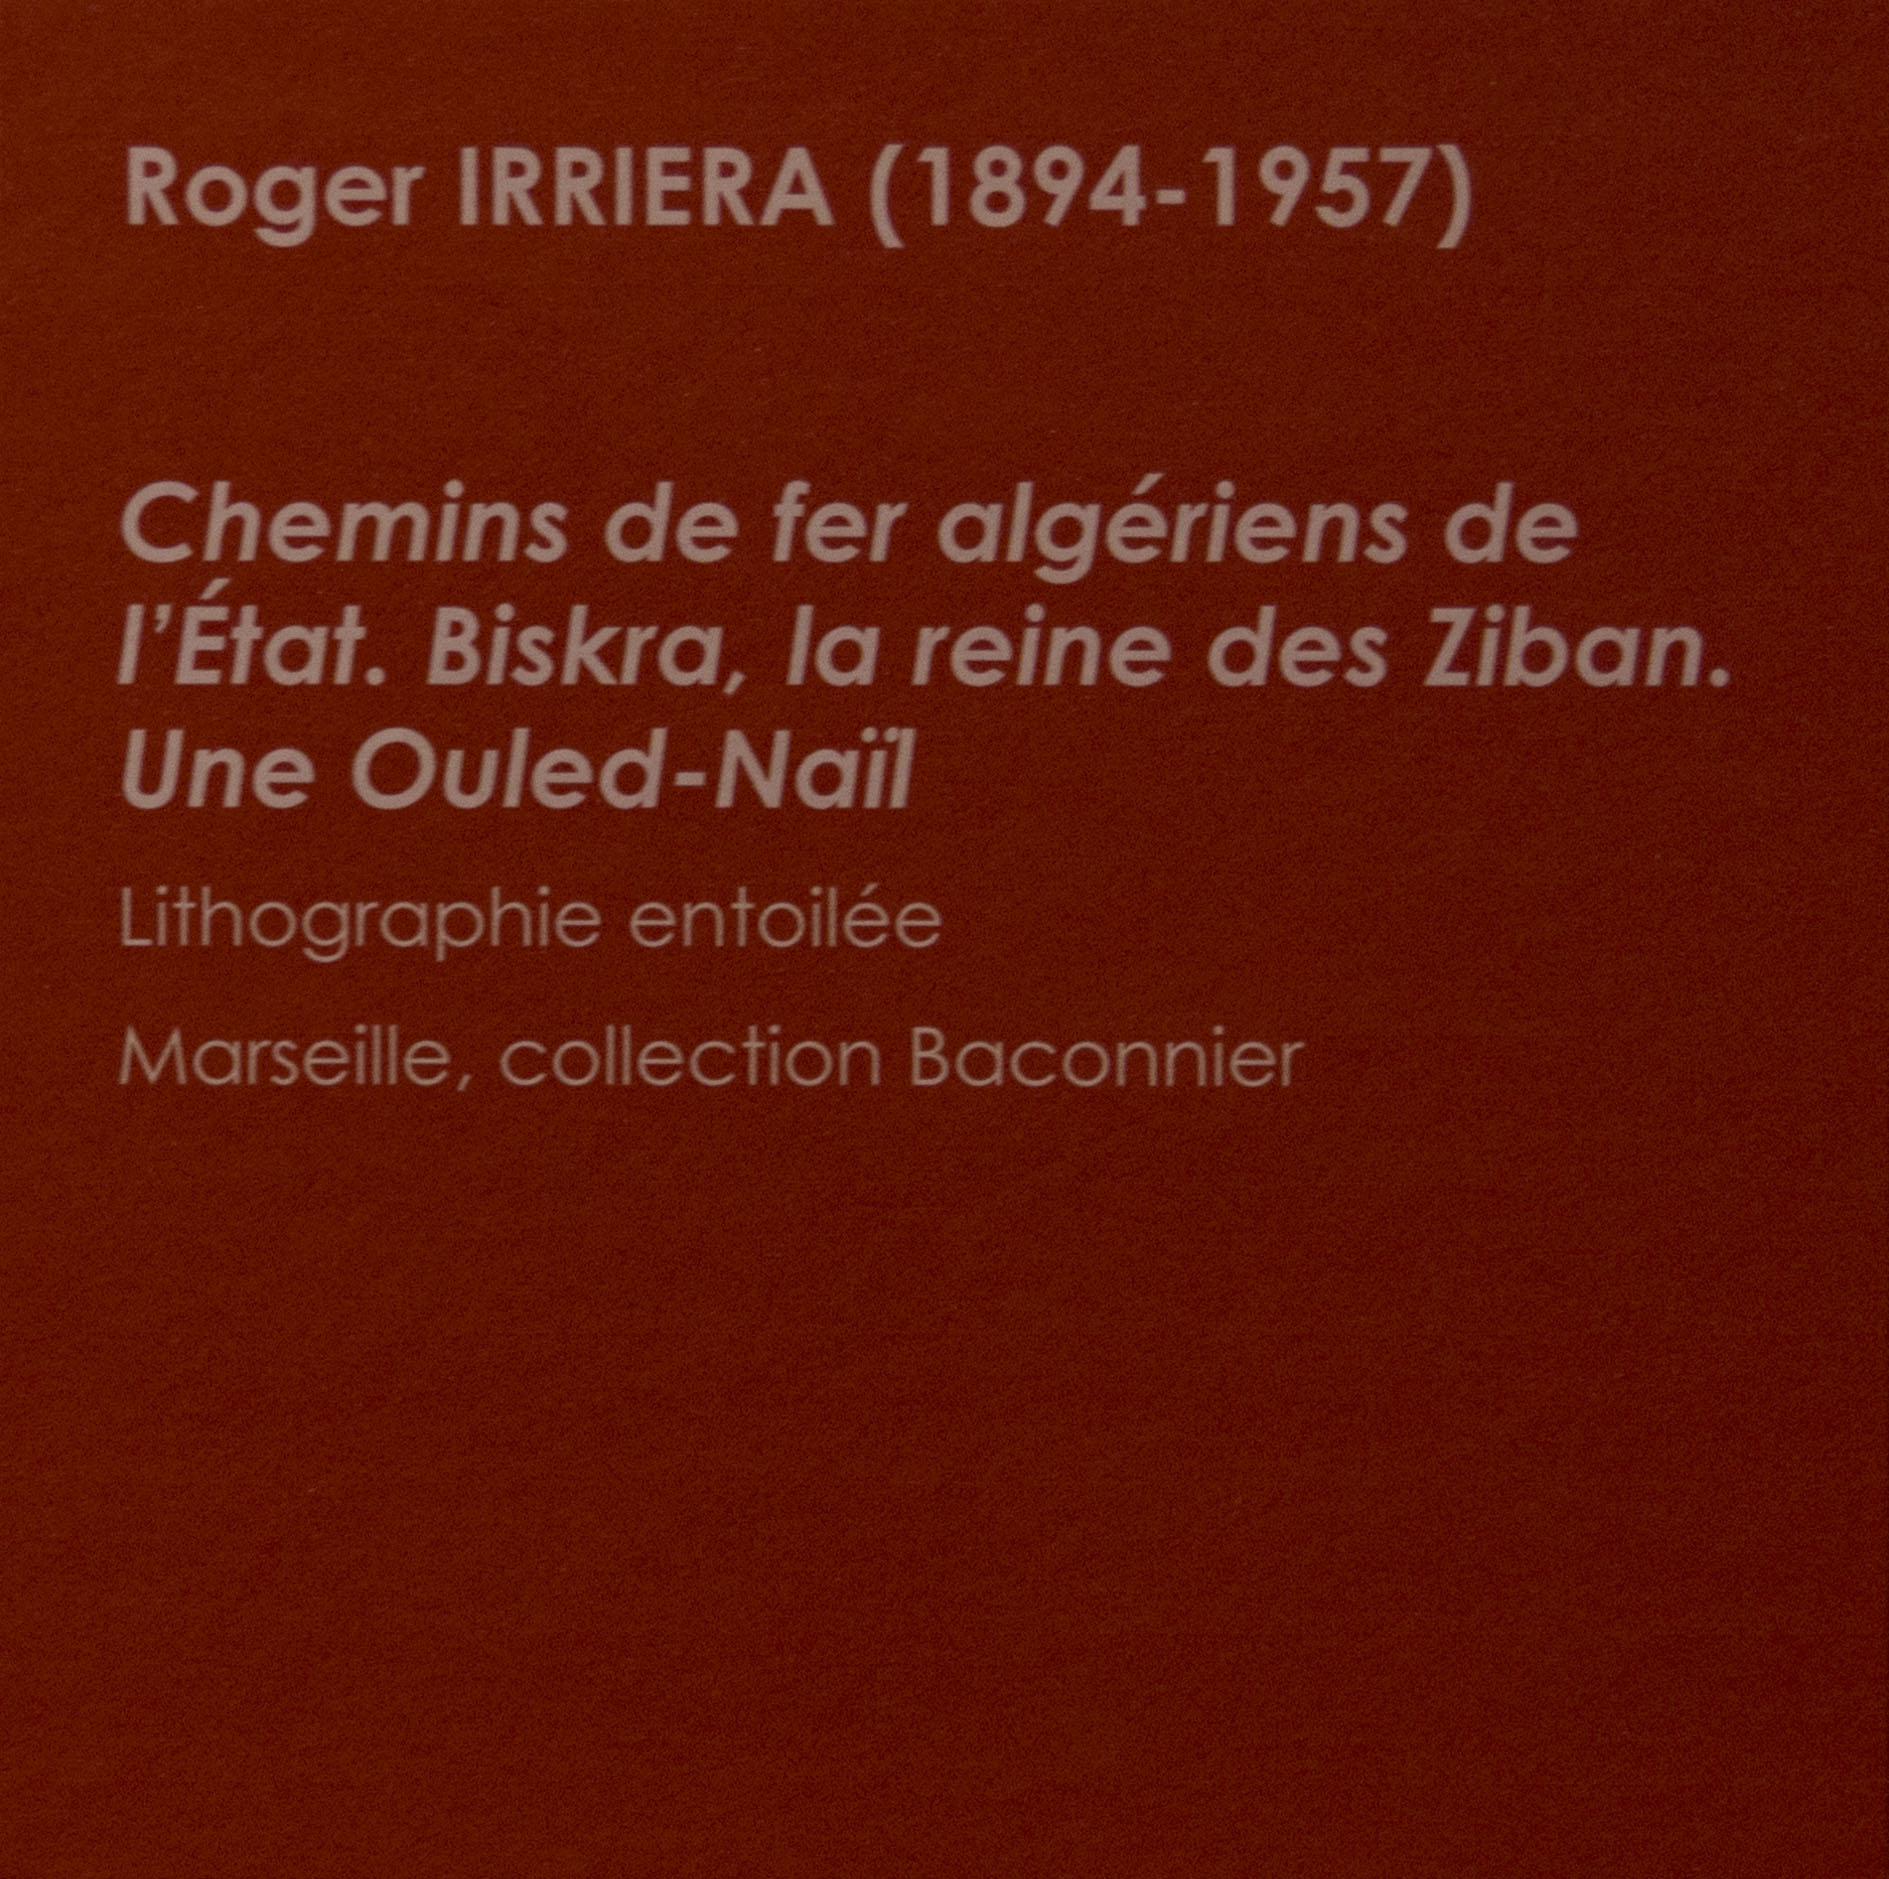 Roger IRRIERA (1894-1957)
Chemins de fer algériens de
l’État. Biskra, la reine des Ziban.
Une Ouled-Naïl
Lithographie entoilée
Marseille, collection Baconnier